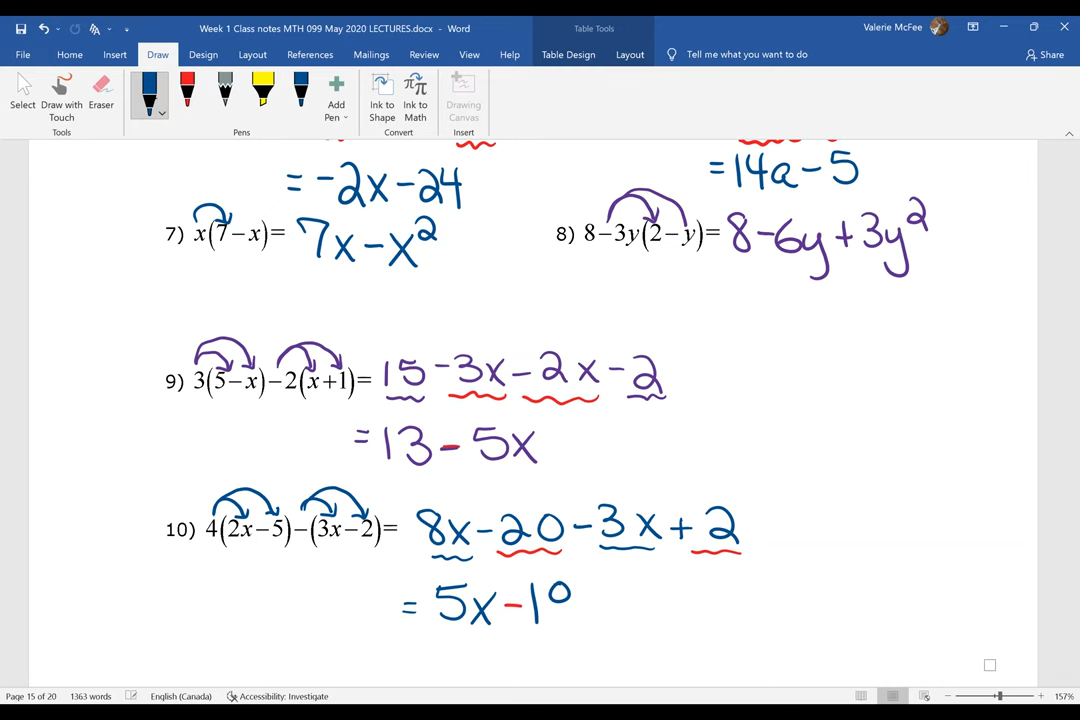 Week 1 Class notes MTH 099 May 2020 LECTURES.docx - Word
Table Tools
Valerie McFee
File Home Insert Draw Design Layout References Mailings Review View Help Table Design Layout Tell me what you want to do Share
Select Draw with Touch Eraser Add Pen Ink to Shape Ink to Math Drawing Canvas
Tools Pens Convert Insert
= -2x - 24
= 14a - 5
7) x(7 - x) = 7x - x²
8) 8 - 3y(2 - y) = 8 - 6y + 3y²
9) 3(5 - x) - 2(x + 1) = 15 - 3x - 2x - 2
= 13 - 5x
10) 4(2x - 5) - (3x - 2) = 8x - 20 - 3x + 2
= 5x - 10
Page 15 of 20 1363 words English (Canada) Accessibility: Investigate 157%